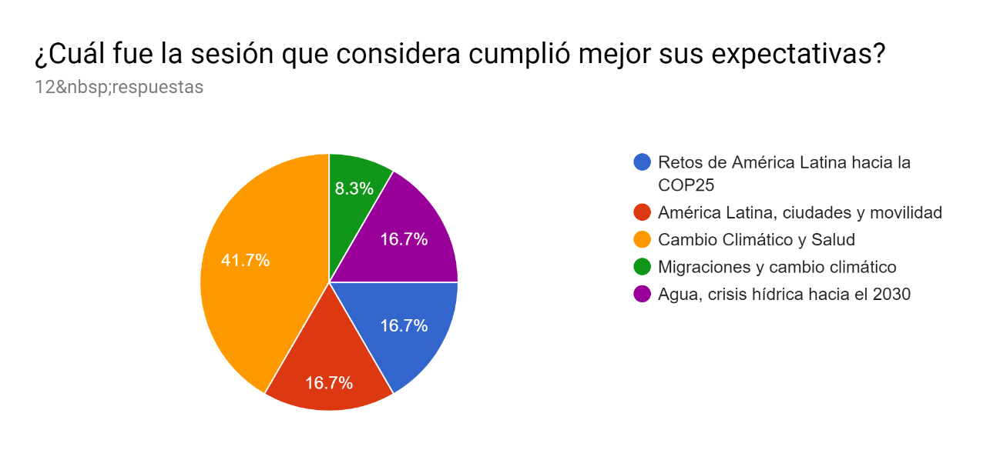 ¿Cuál fue la sesión que considera cumplió mejor sus expectativas?
12&nbsp;respuestas
8.3%
16.7%
41.7%
16.7%
16.7%
Retos de América Latina hacia la
COP25
América Latina, ciudades y movilidad
Cambio Climático y Salud
Migraciones y cambio climático
Agua, crisis hídrica hacia el 2030